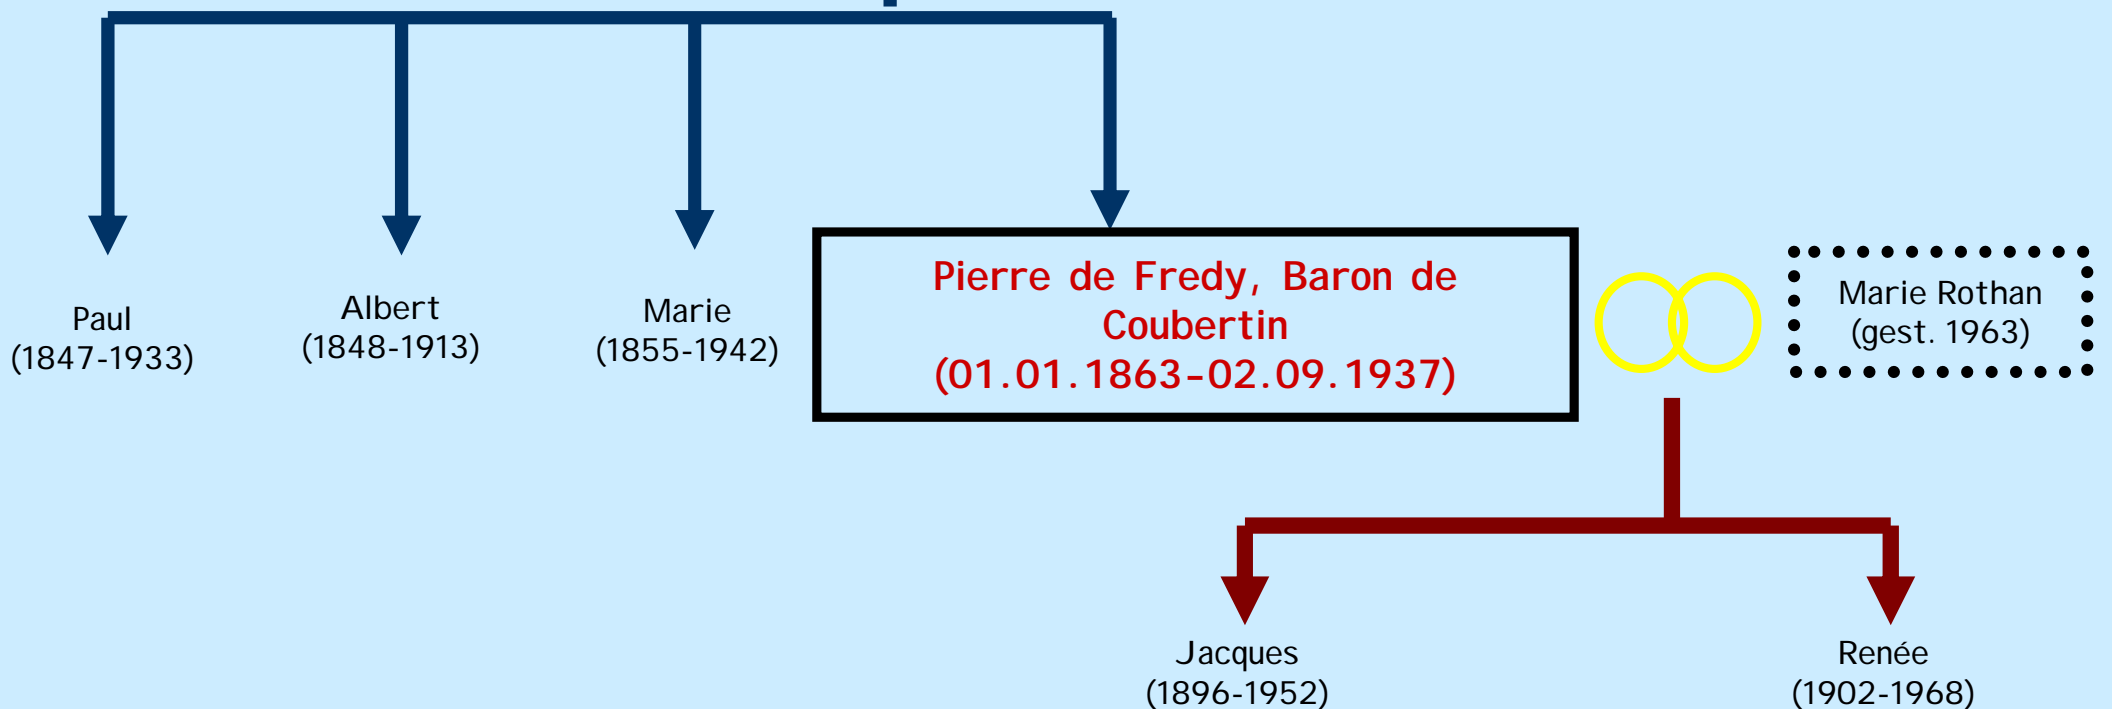 Paul
(1847-1933)
Albert
(1848-1913)
Marie
(1855-1942)
Pierre de Fredy, Baron de
Coubertin
(01.01.1863-02.09.1937)
Marie Rothan
(gest. 1963)
Jacques
(1896-1952)
Renée
(1902-1968)